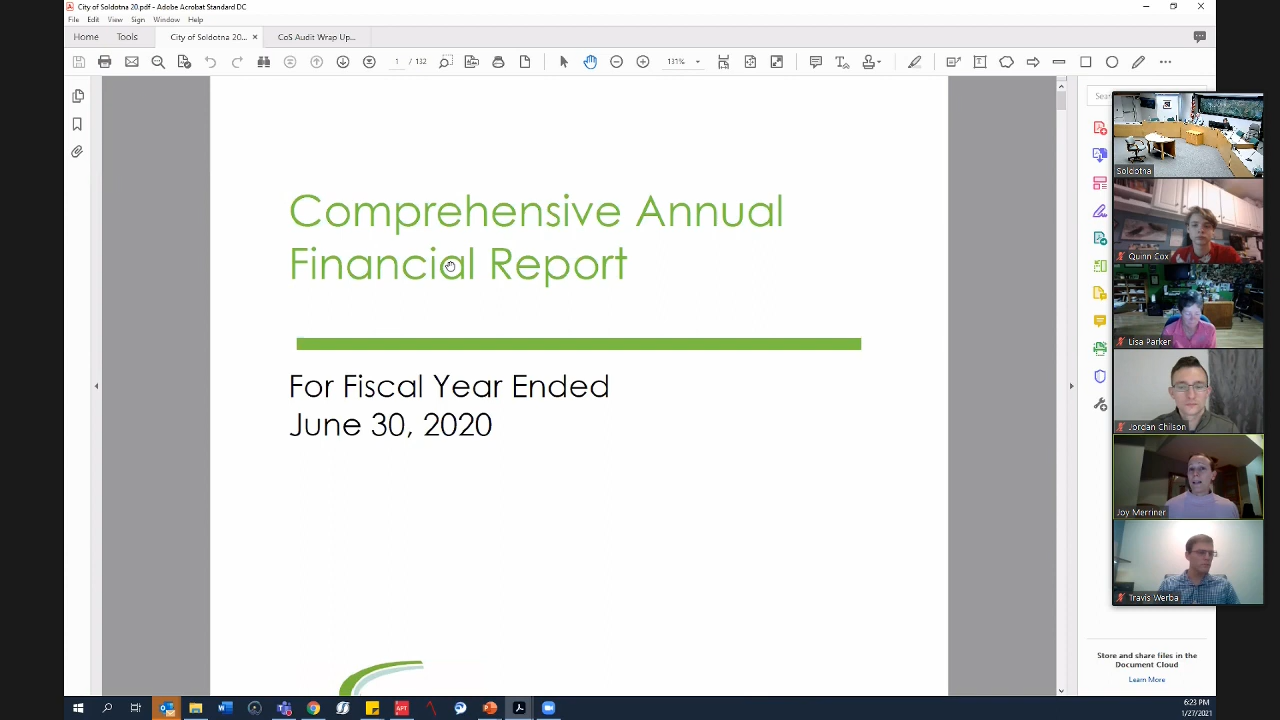 City of Soldotna 20.pdf - Adobe Acrobat Standard DC
File Edit View Sign Window Help
Home Tools City of Soldotna 20... × CoS Audit Wrap Up...
1 / 132 131%
Comprehensive Annual
Financial Report
For Fiscal Year Ended
June 30, 2020
Sea
Soldotna
Quinn Cox
Lisa Parker
Jordan Chilson
Joy Merriner
Travis Werba
Store and share files in the
Document Cloud
Learn More
6:23 PM
1/27/2021